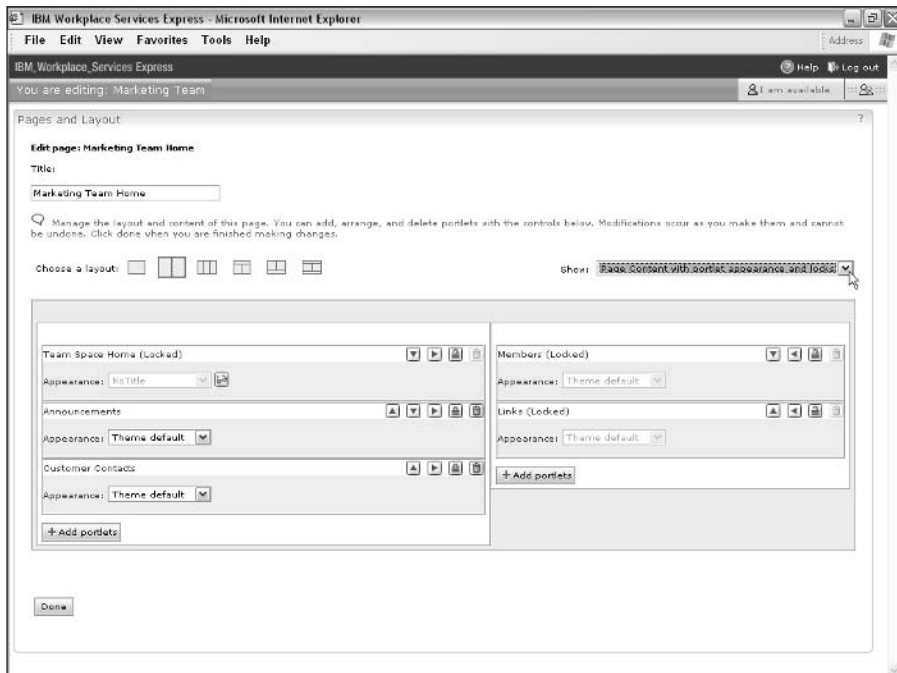 IBM Workplace Services Express - Microsoft Internet Explorer
File Edit View Favorites Tools Help
Address
IBM_Workplace_Services Express
Help Log out
You are editing: Marketing Team
I am available
Pages and Layout
?
Edit page: Marketing Team Home
Title:
Marketing Team Home
Manage the layout and content of this page. You can add, arrange, and delete portlets with the controls below. Modifications occur as you make them and cannot
be undone. Click done when you are finished making changes.
Choose a layout:
Show: Page Content with portlet appearance and locks
Team Space Home (Locked)
Appearance: NoTitle
Announcements
Appearance: Theme default
Customer Contacts
Appearance: Theme default
+ Add portlets
Members (Locked)
Appearance: Theme default
Links (Locked)
Appearance: Theme default
+ Add portlets
Done